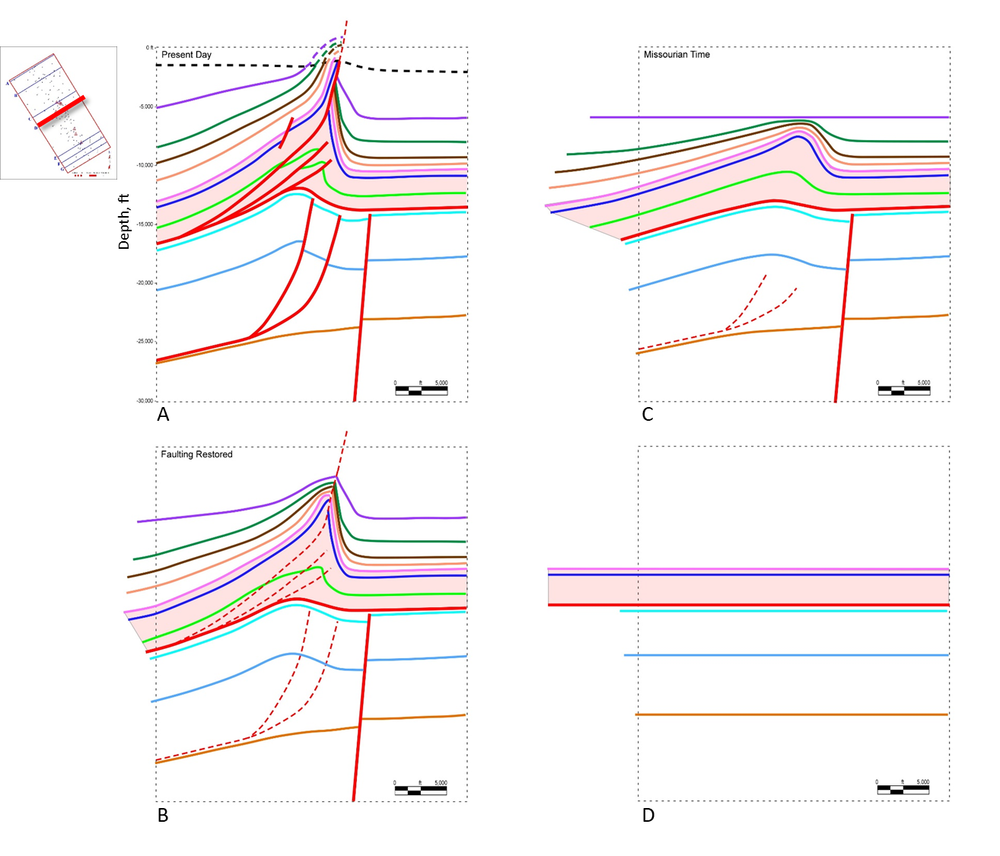 Present Day
0 ft
-5,000
-10,000
-15,000
-20,000
-25,000
-30,000
Depth, ft
0 ft 5,000
A
Missourian Time
0 ft 5,000
C
Faulting Restored
0 ft 5,000
B
0 ft 5,000
D
A
B
C
D
E
F
G